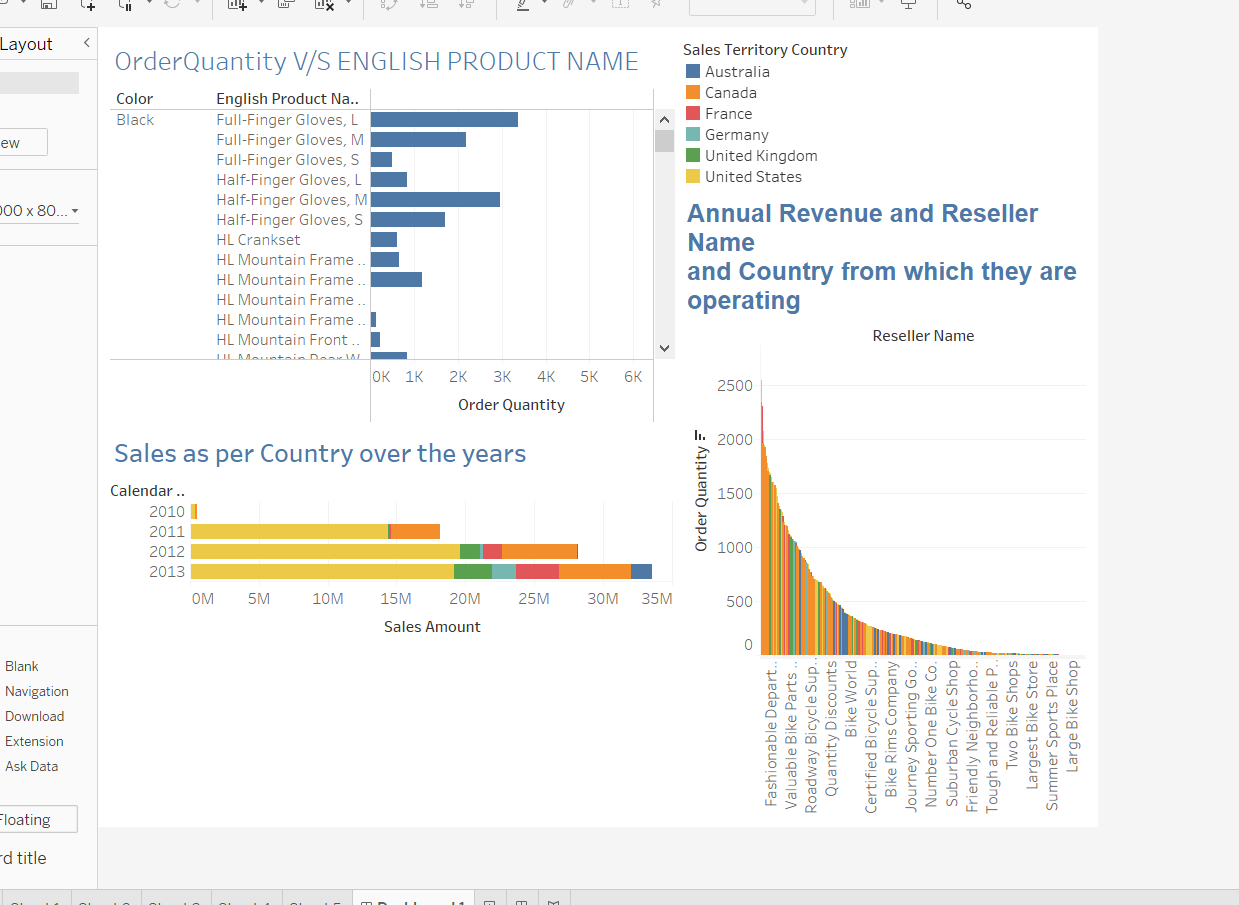 Layout
ew
000 x 80...
Blank
Navigation
Download
Extension
Ask Data
Floating
rd title
OrderQuantity V/S ENGLISH PRODUCT NAME
Color English Product Na..
Black Full-Finger Gloves, L
Full-Finger Gloves, M
Full-Finger Gloves, S
Half-Finger Gloves, L
Half-Finger Gloves, M
Half-Finger Gloves, S
HL Crankset
HL Mountain Frame ..
HL Mountain Frame ..
HL Mountain Frame ..
HL Mountain Frame ..
HL Mountain Front ..
HL Mountain Rear W..
0K 1K 2K 3K 4K 5K 6K
Order Quantity
Sales as per Country over the years
Calendar ..
2010
2011
2012
2013
0M 5M 10M 15M 20M 25M 30M 35M
Sales Amount
Sales Territory Country
Australia
Canada
France
Germany
United Kingdom
United States
Annual Revenue and Reseller
Name
and Country from which they are
operating
Reseller Name
2500
2000
1500
1000
500
0
Order Quantity
Fashionable Depart..
Valuable Bike Parts ..
Roadway Bicycle Sup..
Quantity Discounts
Bike World
Certified Bicycle Sup..
Bike Rims Company
Journey Sporting Go..
Number One Bike Co.
Suburban Cycle Shop
Friendly Neighborho..
Tough and Reliable P..
Two Bike Shops
Largest Bike Store
Summer Sports Place
Large Bike Shop
Dashboard 1